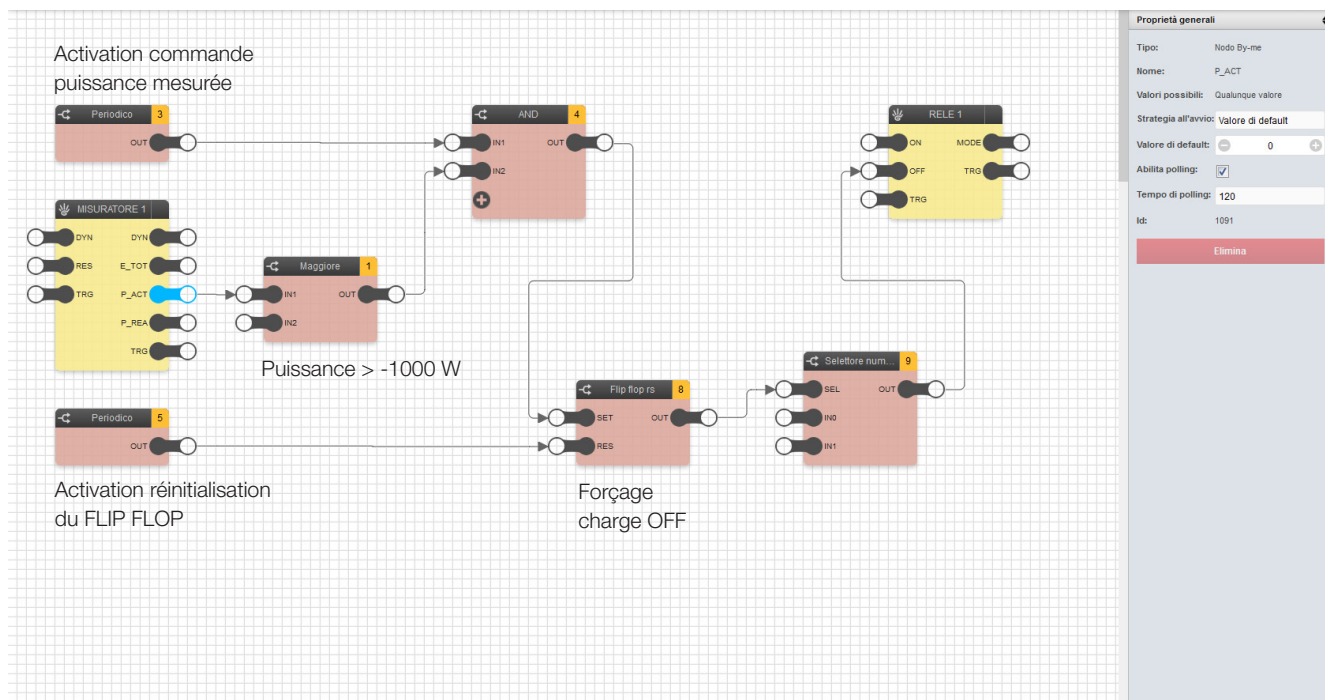 Activation commande
puissance mesurée
Periodico 3
OUT
AND 4
IN1 OUT
IN2
RELE 1
ON MODE
OFF TRG
TRG
MISURATORE 1
DYN DYN
RES E_TOT
TRG P_ACT
P_REA
TRG
Maggiore 1
IN1 OUT
IN2
Puissance > -1000 W
Periodico 5
OUT
Activation réinitialisation
du FLIP FLOP
Flip flop rs 8
SET OUT
RES
Forçage
charge OFF
Selettore num... 9
SEL OUT
IN0
IN1
Proprietà generali
Tipo: Nodo By-me
Nome: P_ACT
Valori possibili: Qualunque valore
Strategia all'avvio: Valore di default
Valore di default: 0
Abilita polling:
Tempo di polling: 120
Id: 1091
Elimina